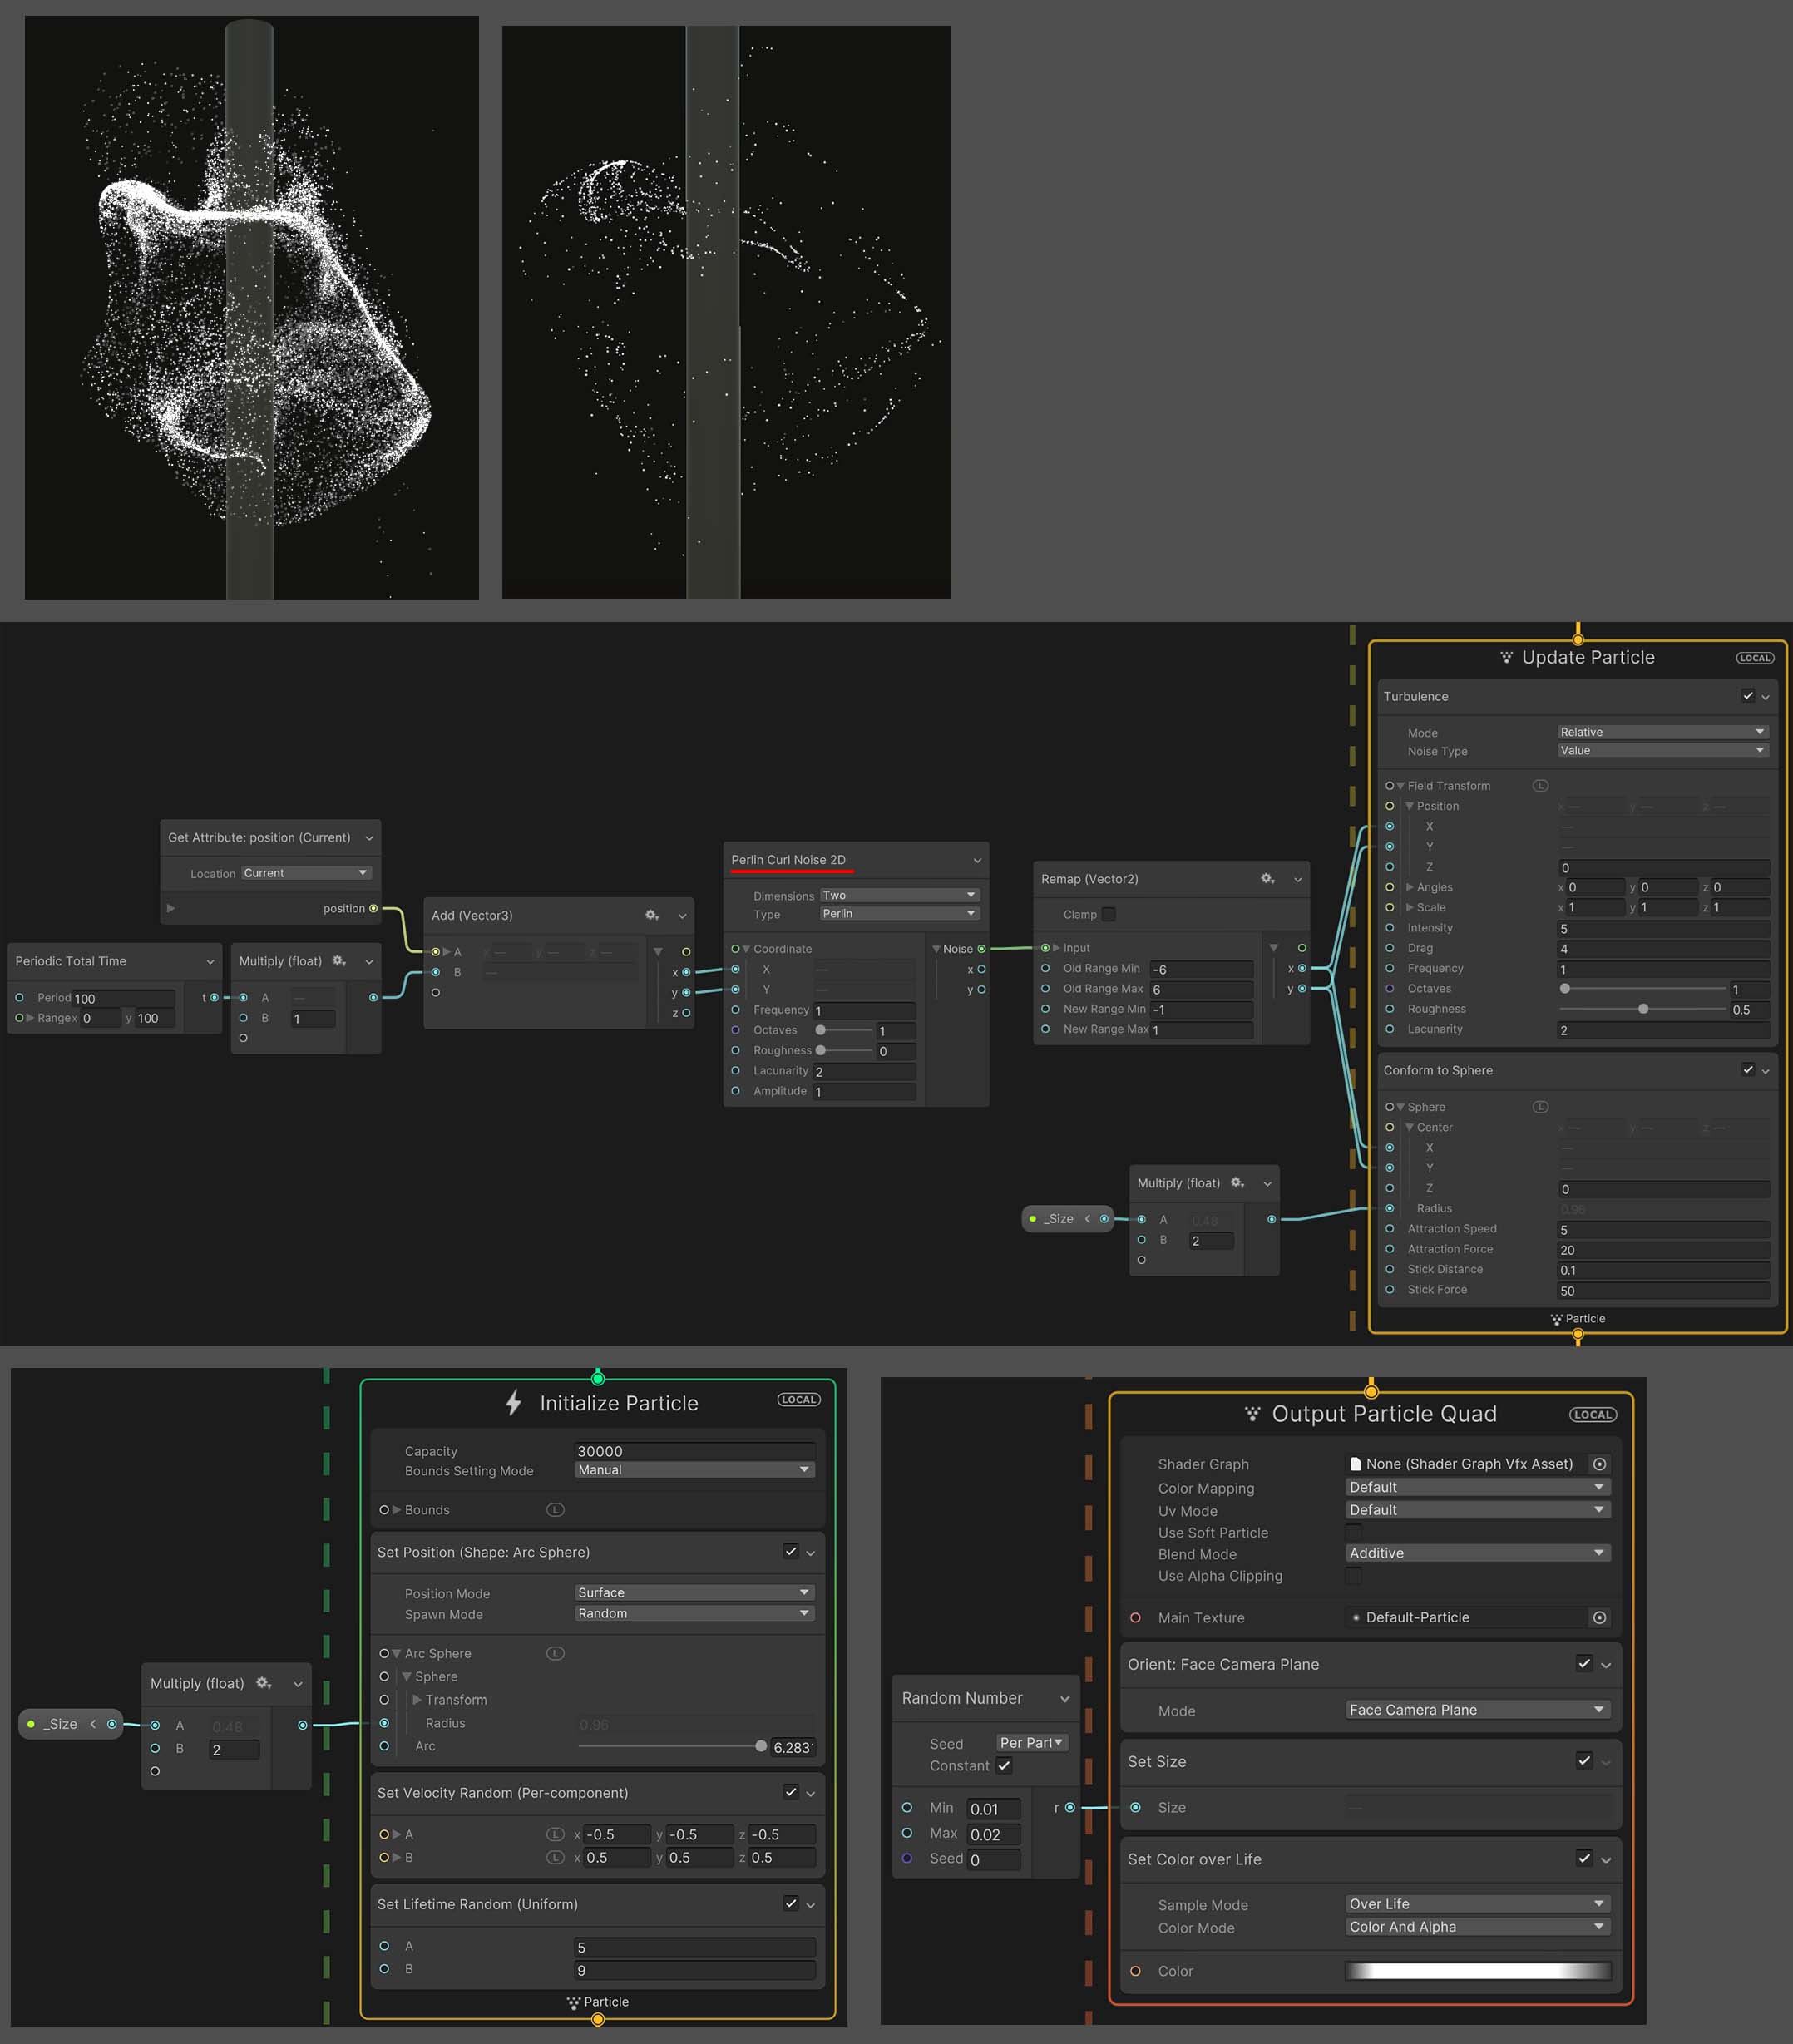 Update Particle
LOCAL
Turbulence
Mode Relative
Noise Type Value
Field Transform L
Position x — y — z —
X —
Y —
Z 0
Angles x 0 y 0 z 0
Scale x 1 y 1 z 1
Intensity 5
Drag 4
Frequency 1
Octaves 1
Roughness 0.5
Lacunarity 2
Conform to Sphere
Sphere L
Center x — y — z —
X —
Y —
Z 0
Radius 0.96
Attraction Speed 5
Attraction Force 20
Stick Distance 0.1
Stick Force 50
Particle
Get Attribute: position (Current)
Location Current
position
Periodic Total Time
Period 100 t
Range x 0 y 100
Multiply (float)
A —
B 1
Add (Vector3)
A x — y — z —
B —
x
y
z
Perlin Curl Noise 2D
Dimensions Two
Type Perlin
Coordinate Noise
X — x
Y — y
Frequency 1
Octaves 1
Roughness 0
Lacunarity 2
Amplitude 1
Remap (Vector2)
Clamp
Input
Old Range Min -6 x
Old Range Max 6 y
New Range Min -1
New Range Max 1
_Size <
Multiply (float)
A 0.48
B 2
Initialize Particle
LOCAL
Capacity 30000
Bounds Setting Mode Manual
Bounds L
Set Position (Shape: Arc Sphere)
Position Mode Surface
Spawn Mode Random
Arc Sphere L
Sphere
Transform
Radius 0.96
Arc 6.283
Set Velocity Random (Per-component)
A L x -0.5 y -0.5 z -0.5
B L x 0.5 y 0.5 z 0.5
Set Lifetime Random (Uniform)
A 5
B 9
Particle
_Size <
Multiply (float)
A 0.48
B 2
Output Particle Quad
LOCAL
Shader Graph None (Shader Graph Vfx Asset)
Color Mapping Default
Uv Mode Default
Use Soft Particle
Blend Mode Additive
Use Alpha Clipping
Main Texture Default-Particle
Orient: Face Camera Plane
Mode Face Camera Plane
Set Size
Size —
Set Color over Life
Sample Mode Over Life
Color Mode Color And Alpha
Color
Random Number
Seed Per Part
Constant
Min 0.01 r
Max 0.02
Seed 0